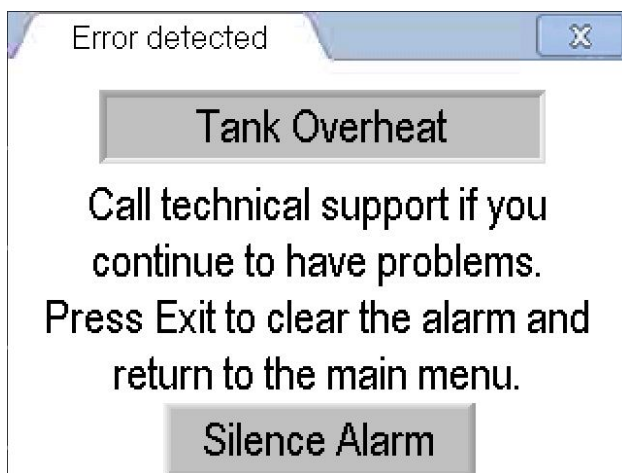 Error detected
Tank Overheat
Call technical support if you
continue to have problems.
Press Exit to clear the alarm and
return to the main menu.
Silence Alarm